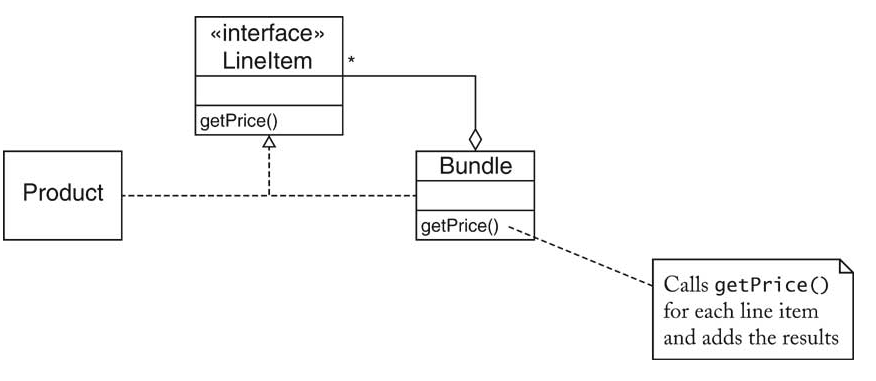 «interface»
LineItem
*
getPrice()
Product
Bundle
getPrice()
Calls getPrice()
for each line item
and adds the results